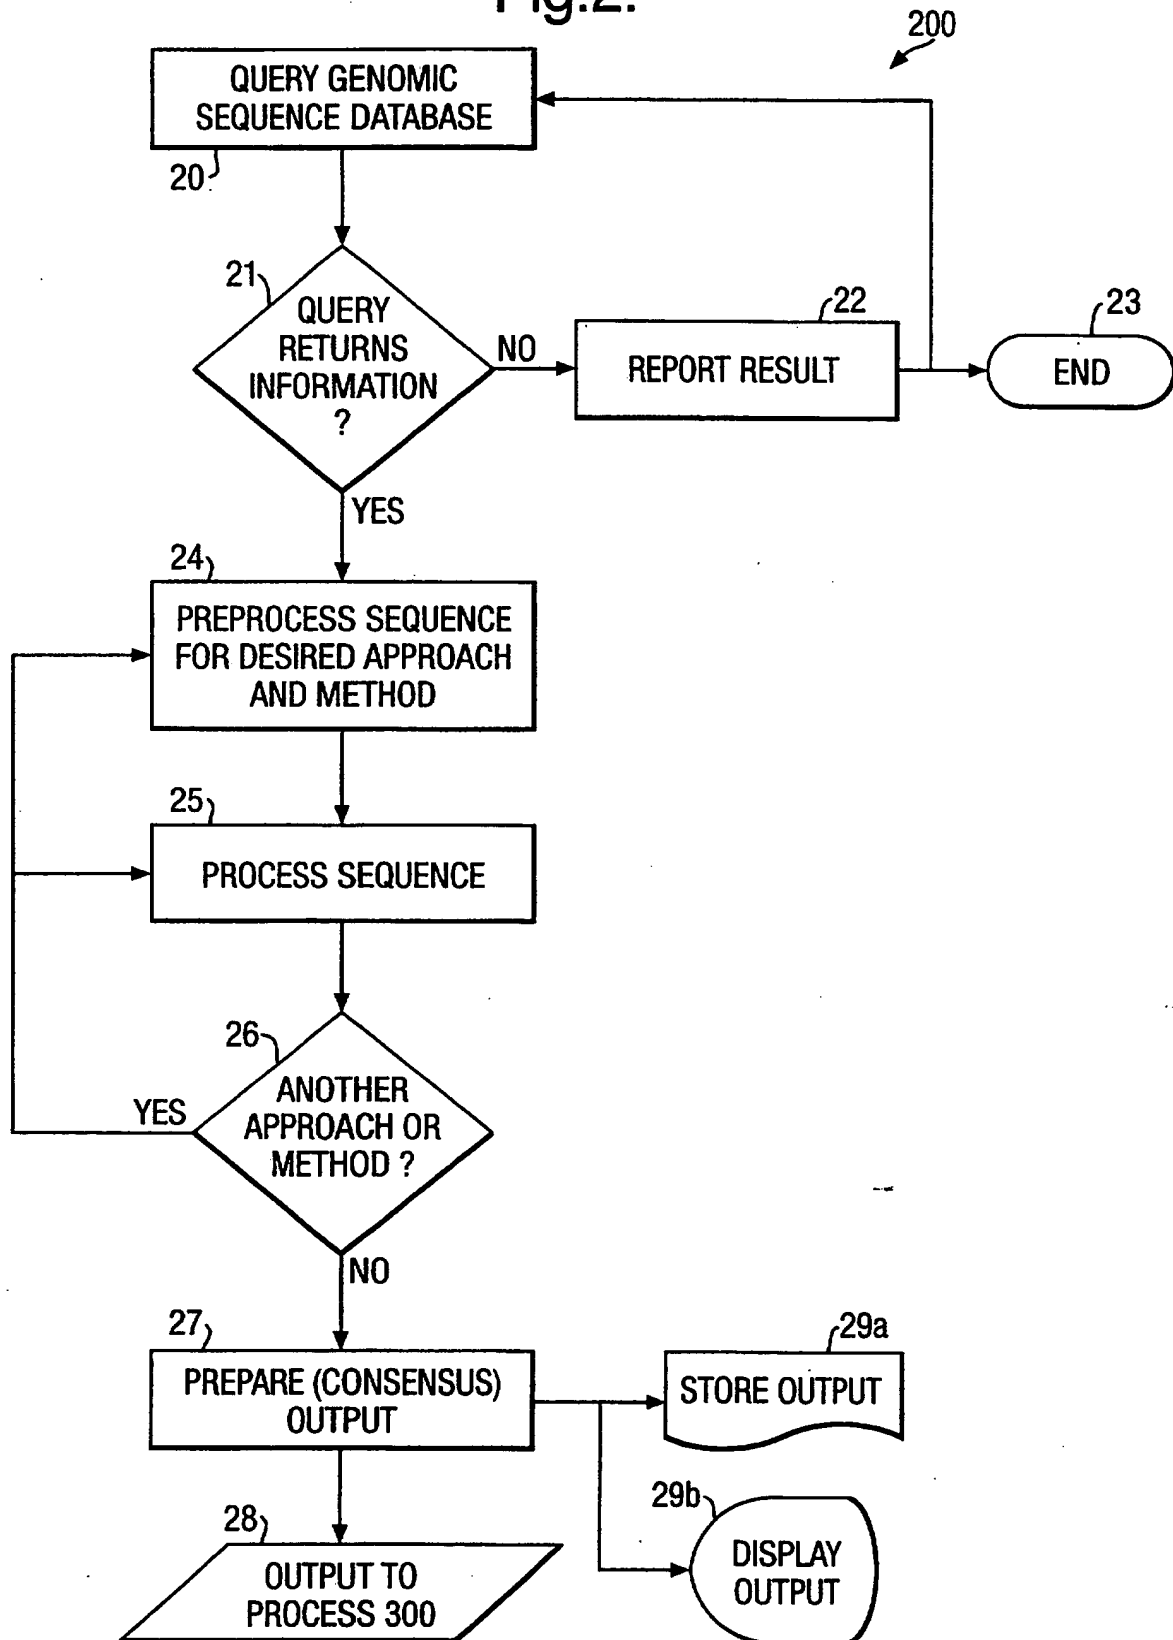 Fig.2.
200
QUERY GENOMIC
SEQUENCE DATABASE
20
21
QUERY
RETURNS
INFORMATION
?
NO
22
REPORT RESULT
23
END
YES
24
PREPROCESS SEQUENCE
FOR DESIRED APPROACH
AND METHOD
25
PROCESS SEQUENCE
26
ANOTHER
APPROACH OR
METHOD ?
YES
NO
27
PREPARE (CONSENSUS)
OUTPUT
29a
STORE OUTPUT
28
OUTPUT TO
PROCESS 300
29b
DISPLAY
OUTPUT